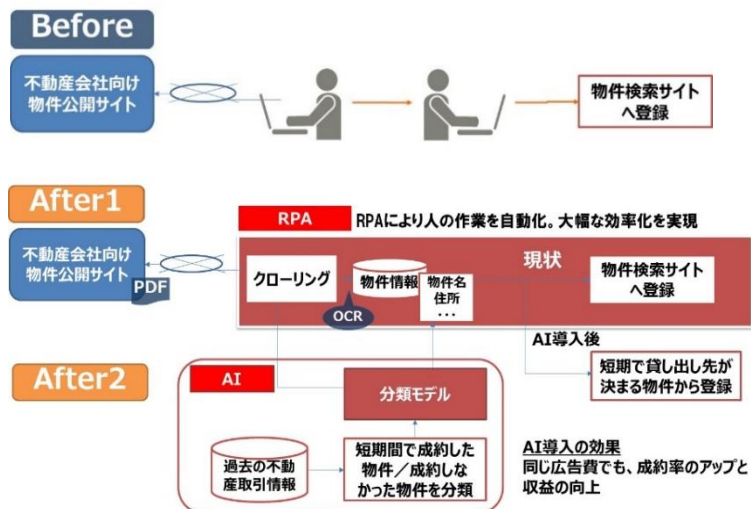 Before
不動産会社向け
物件公開サイト
物件検索サイト
へ登録
After1
RPA
RPAにより人の作業を自動化。大幅な効率化を実現
不動産会社向け
物件公開サイト
PDF
現状
クローリング
物件情報
OCR
物件名
住所
・・・
物件検索サイト
へ登録
AI導入後
After2
AI
分類モデル
短期で貸し出し先が
決まる物件から登録
過去の不動
産取引情報
短期間で成約した
物件／成約しな
かった物件を分類
AI導入の効果
同じ広告費でも、成約率のアップと
収益の向上